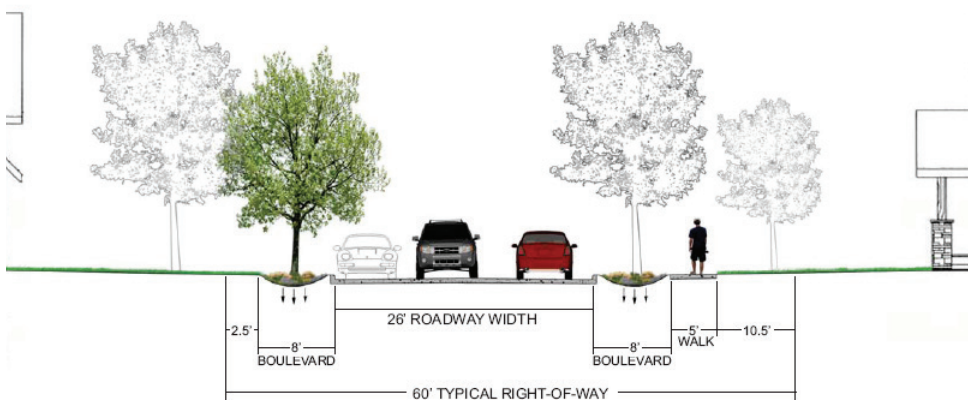 26' ROADWAY WIDTH
2.5'
5'
10.5'
WALK
8'
8'
BOULEVARD
BOULEVARD
60' TYPICAL RIGHT-OF-WAY